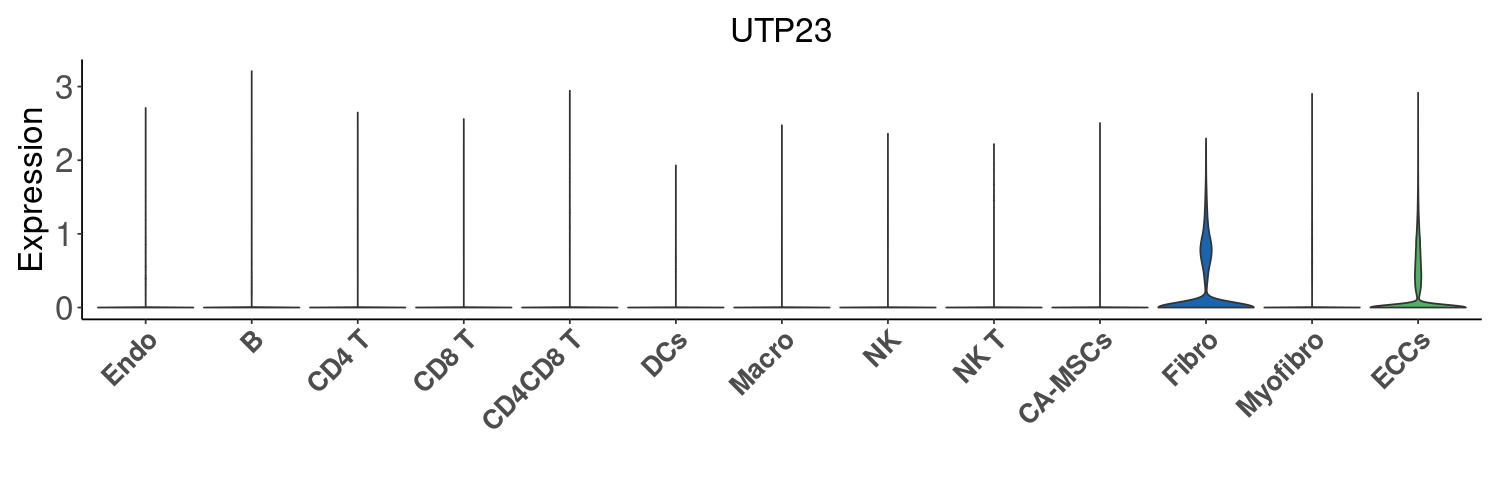 UTP23
Expression
3
2
1
0
Endo
B
CD4 T
CD8 T
CD4CD8 T
DCs
Macro
NK
NK T
CA-MSCs
Fibro
Myofibro
ECCs